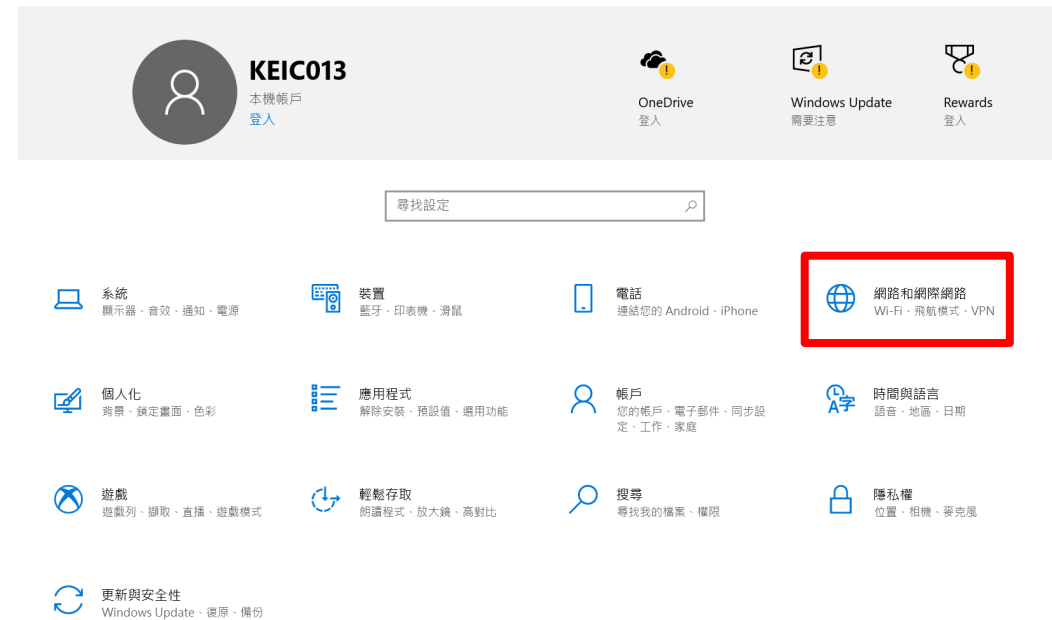 KEIC013
本機帳戶
登入
OneDrive
登入
Windows Update
需要注意
Rewards
登入
尋找設定
系統
顯示器、音效、通知、電源
裝置
藍牙、印表機、滑鼠
電話
連結您的 Android、iPhone
網路和網際網路
Wi-Fi、飛航模式、VPN
個人化
背景、鎖定畫面、色彩
應用程式
解除安裝、預設值、選用功能
帳戶
您的帳戶、電子郵件、同步設
定、工作、家庭
時間與語言
語音、地區、日期
遊戲
遊戲列、擷取、直播、遊戲模式
輕鬆存取
朗讀程式、放大鏡、高對比
搜尋
尋找我的檔案、權限
隱私權
位置、相機、麥克風
更新與安全性
Windows Update、復原、備份